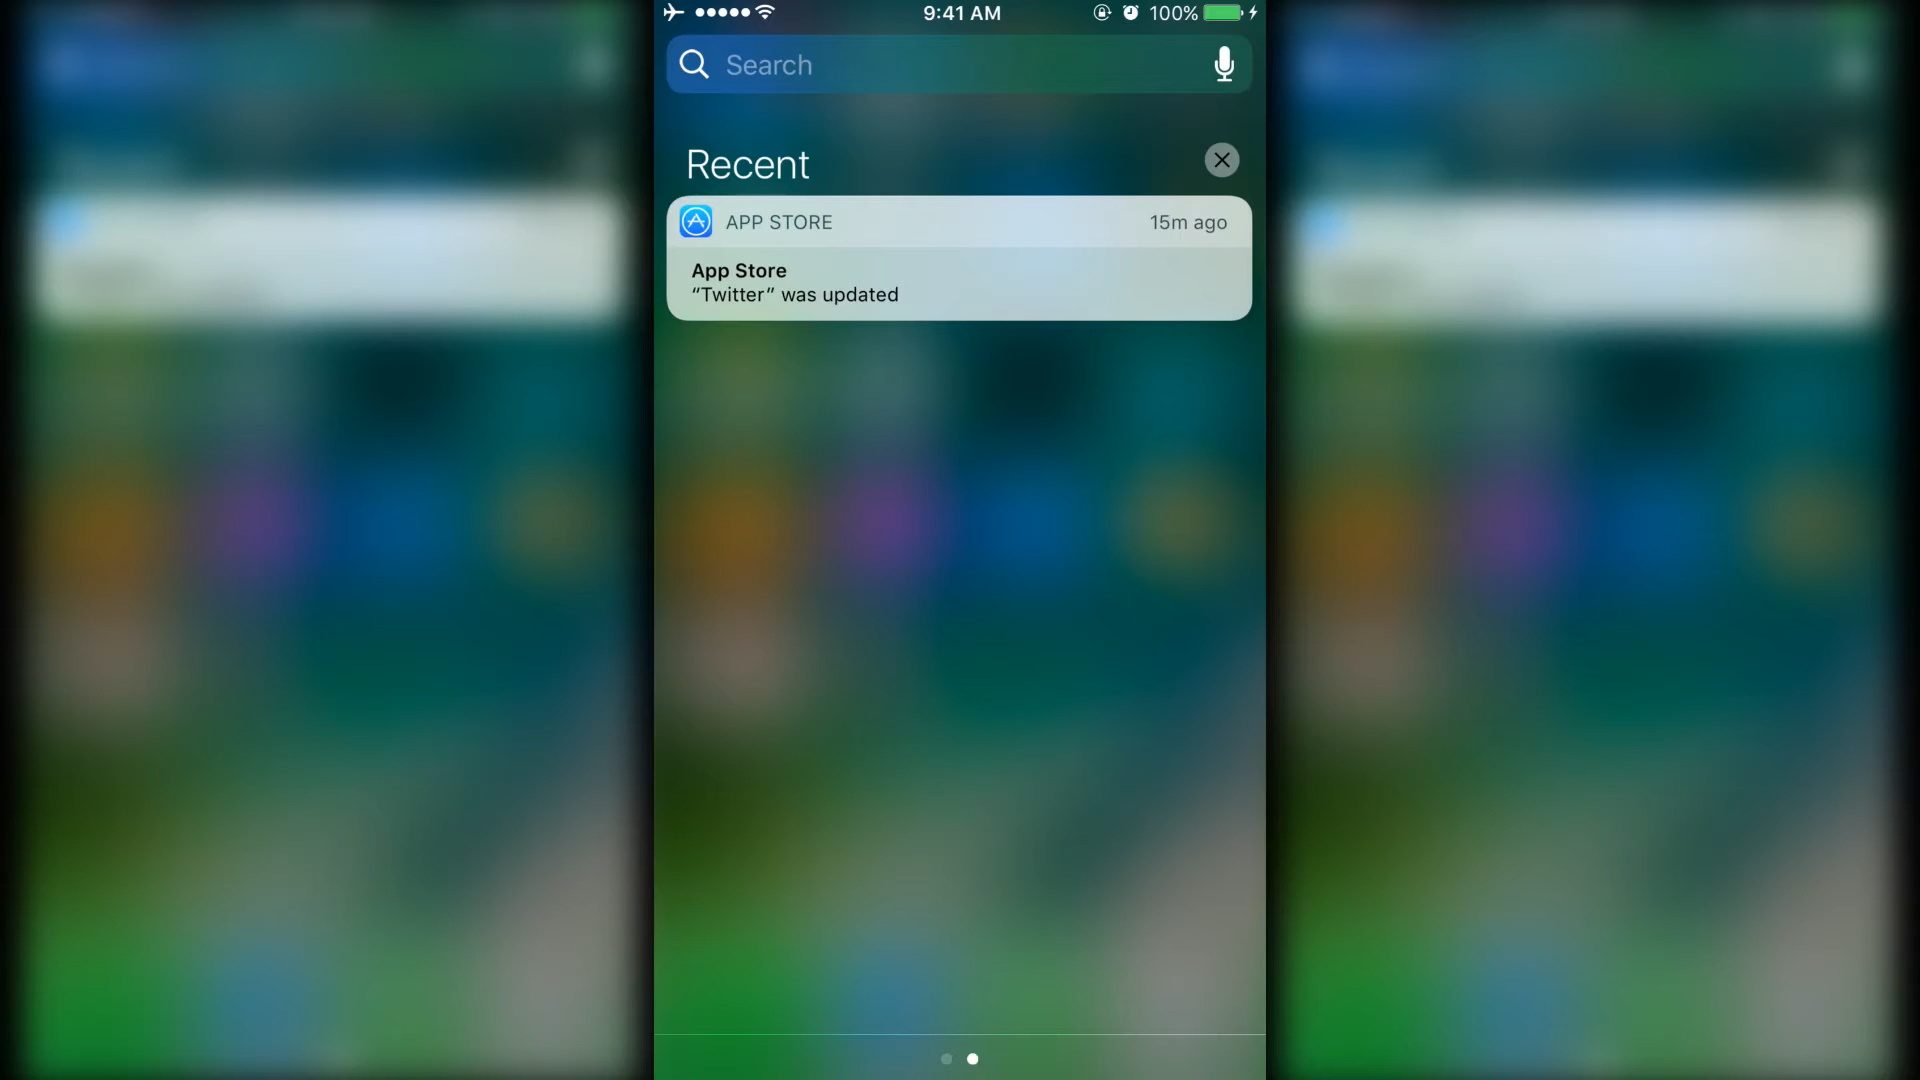 9:41 AM 100%
Search
Recent
APP STORE 15m ago
App Store
“Twitter” was updated